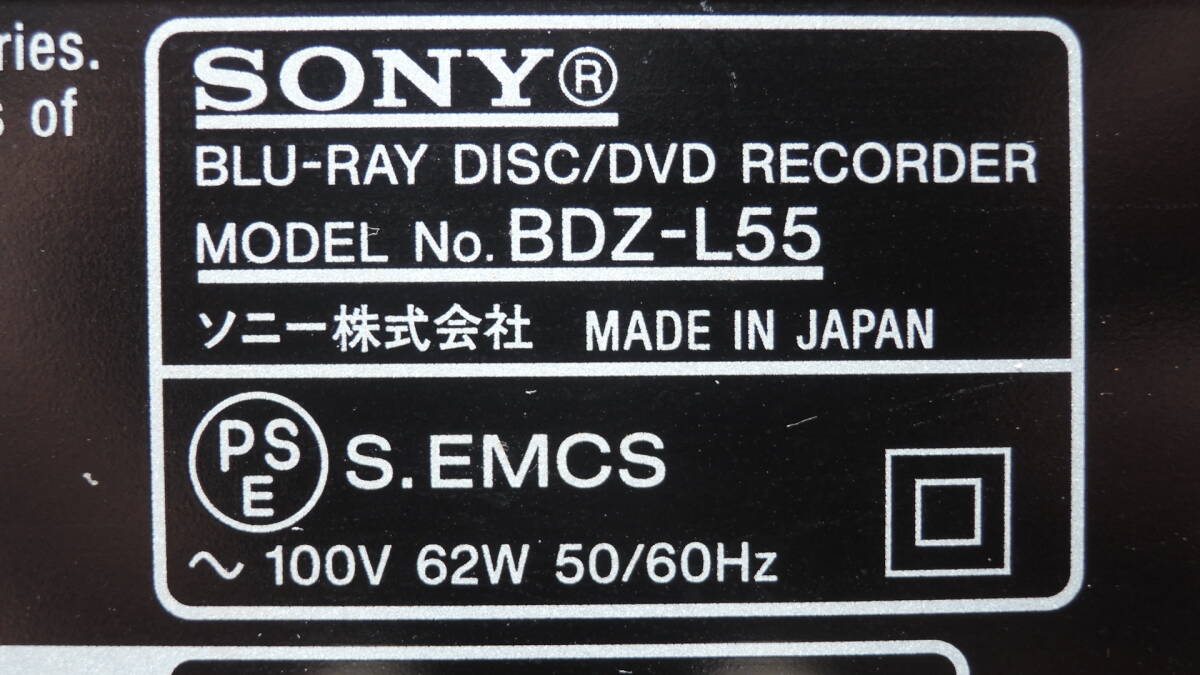 s of
SONY®
BLU-RAY DISC/DVD RECORDER
MODEL No. BDZ-L55
ソニー株式会社 MADE IN JAPAN
PS
E
S.EMCS
~ 100V 62W 50/60Hz